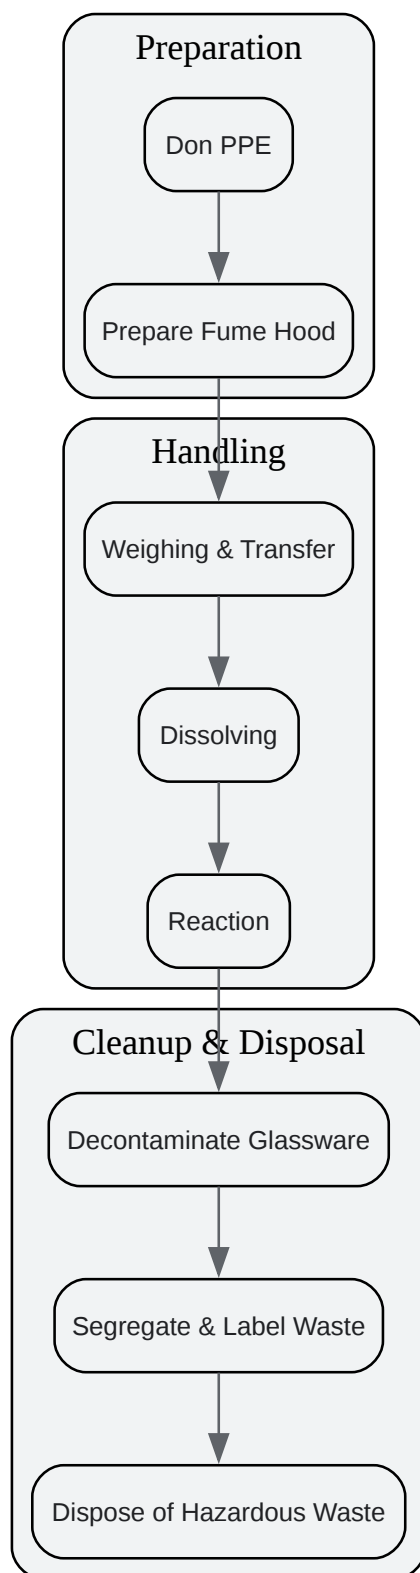 Preparation
Don PPE
Prepare Fume Hood
Handling
Weighing & Transfer
Dissolving
Reaction
Cleanup & Disposal
Decontaminate Glassware
Segregate & Label Waste
Dispose of Hazardous Waste